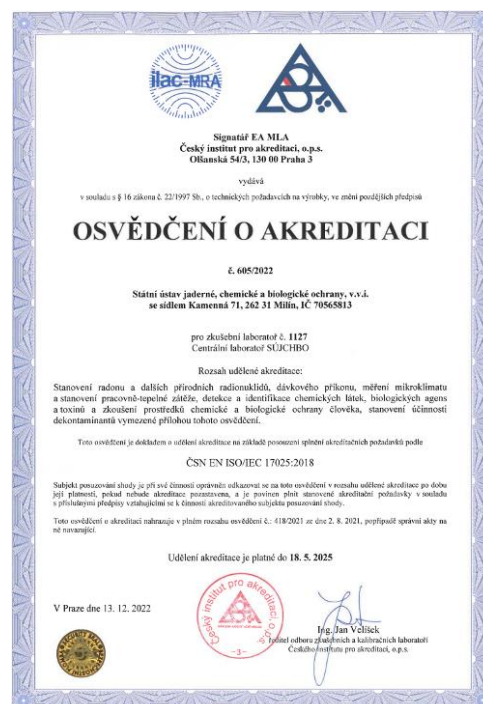 ilac-MRA
Signatář EA MLA
Český institut pro akreditaci, o.p.s.
Olšanská 54/3, 130 00 Praha 3
vydává
v souladu s § 16 zákona č. 22/1997 Sb., o technických požadavcích na výrobky, ve znění pozdějších předpisů
OSVĚDČENÍ O AKREDITACI
č. 605/2022
Státní ústav jaderné, chemické a biologické ochrany, v.v.i.
se sídlem Kamenná 71, 262 31 Milín, IČ 70565813
pro zkušební laboratoř č. 1127
Centrální laboratoř SÚJCHBO
Rozsah udělené akreditace:
Stanovení radonu a dalších přírodních radionuklidů, dávkového příkonu, měření mikroklimatu
a stanovení pracovně-tepelné zátěže, detekce a identifikace chemických látek, biologických agens
a toxinů a zkoušení prostředků chemické a biologické ochrany člověka, stanovení účinnosti
dekontaminantů vymezené přílohou tohoto osvědčení.
Toto osvědčení je dokladem o udělení akreditace na základě posouzení splnění akreditačních požadavků podle
ČSN EN ISO/IEC 17025:2018
Subjekt posuzování shody je při své činnosti oprávněn odkazovat se na toto osvědčení v rozsahu udělené akreditace po dobu
její platnosti, pokud nebude akreditace pozastavena, a je povinen plnit stanovené akreditační požadavky v souladu
s příslušnými předpisy vztahujícími se k činnosti akreditovaného subjektu posuzování shody.
Toto osvědčení o akreditaci nahrazuje v plném rozsahu osvědčení č.: 418/2021 ze dne 2. 8. 2021, popřípadě správní akty na
ně navazující.
Udělení akreditace je platné do 18. 5. 2025
Český institut pro akreditaci, o.p.s.
-3-
V Praze dne 13. 12. 2022
Ing. Jan Velíšek
ředitel odboru zkušebních a kalibračních laboratoří
Českého institutu pro akreditaci, o.p.s.